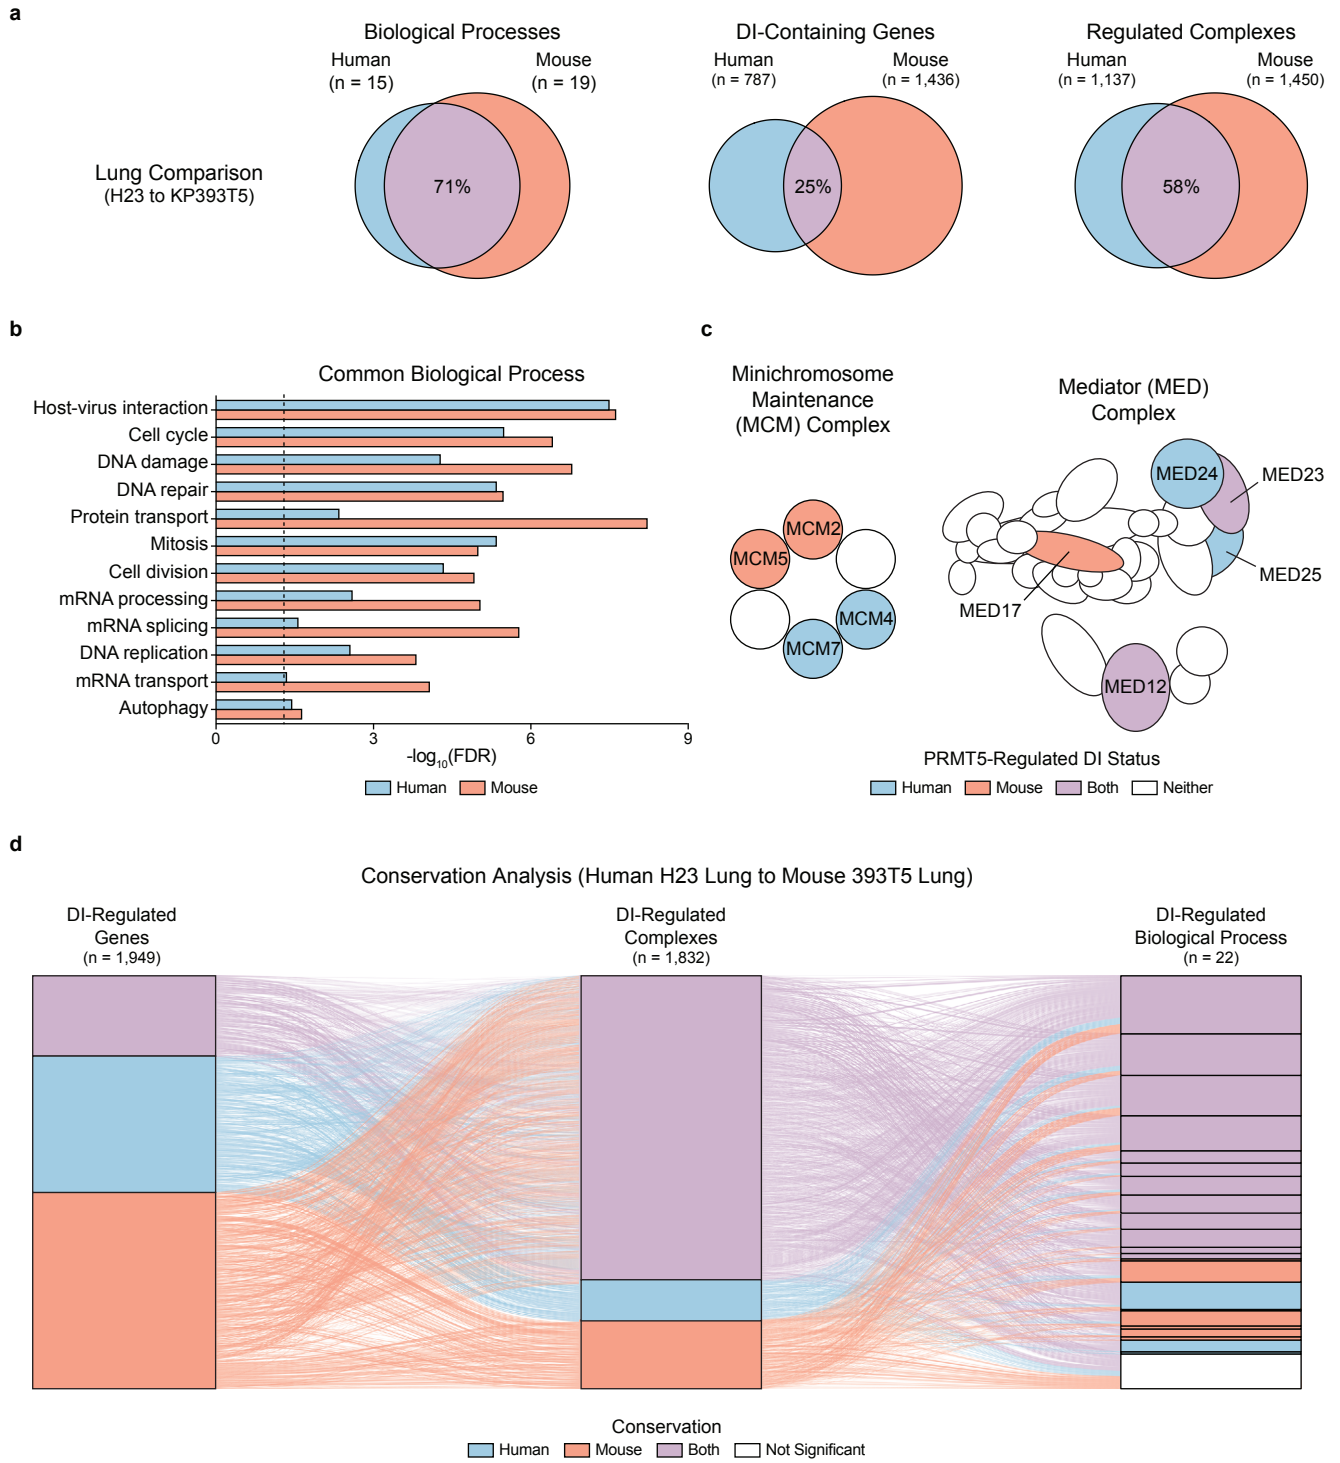 a
Biological Processes
Human
(n = 15)
Mouse
(n = 19)
71%
DI-Containing Genes
Human
(n = 787)
Mouse
(n = 1,436)
25%
Regulated Complexes
Human
(n = 1,137)
Mouse
(n = 1,450)
58%
Lung Comparison
(H23 to KP393T5)
b
Common Biological Process
Host-virus interaction
Cell cycle
DNA damage
DNA repair
Protein transport
Mitosis
Cell division
mRNA processing
mRNA splicing
DNA replication
mRNA transport
Autophagy
0
3
6
9
-log10(FDR)
Human
Mouse
c
Minichromosome
Maintenance
(MCM) Complex
MCM2
MCM5
MCM4
MCM7
Mediator (MED)
Complex
MED24
MED23
MED25
MED17
MED12
PRMT5-Regulated DI Status
Human
Mouse
Both
Neither
d
Conservation Analysis (Human H23 Lung to Mouse 393T5 Lung)
DI-Regulated
Genes
(n = 1,949)
DI-Regulated
Complexes
(n = 1,832)
DI-Regulated
Biological Process
(n = 22)
Conservation
Human
Mouse
Both
Not Significant